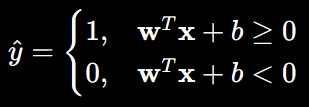 ŷ = { 1, wᵀx + b ≥ 0
0, wᵀx + b < 0